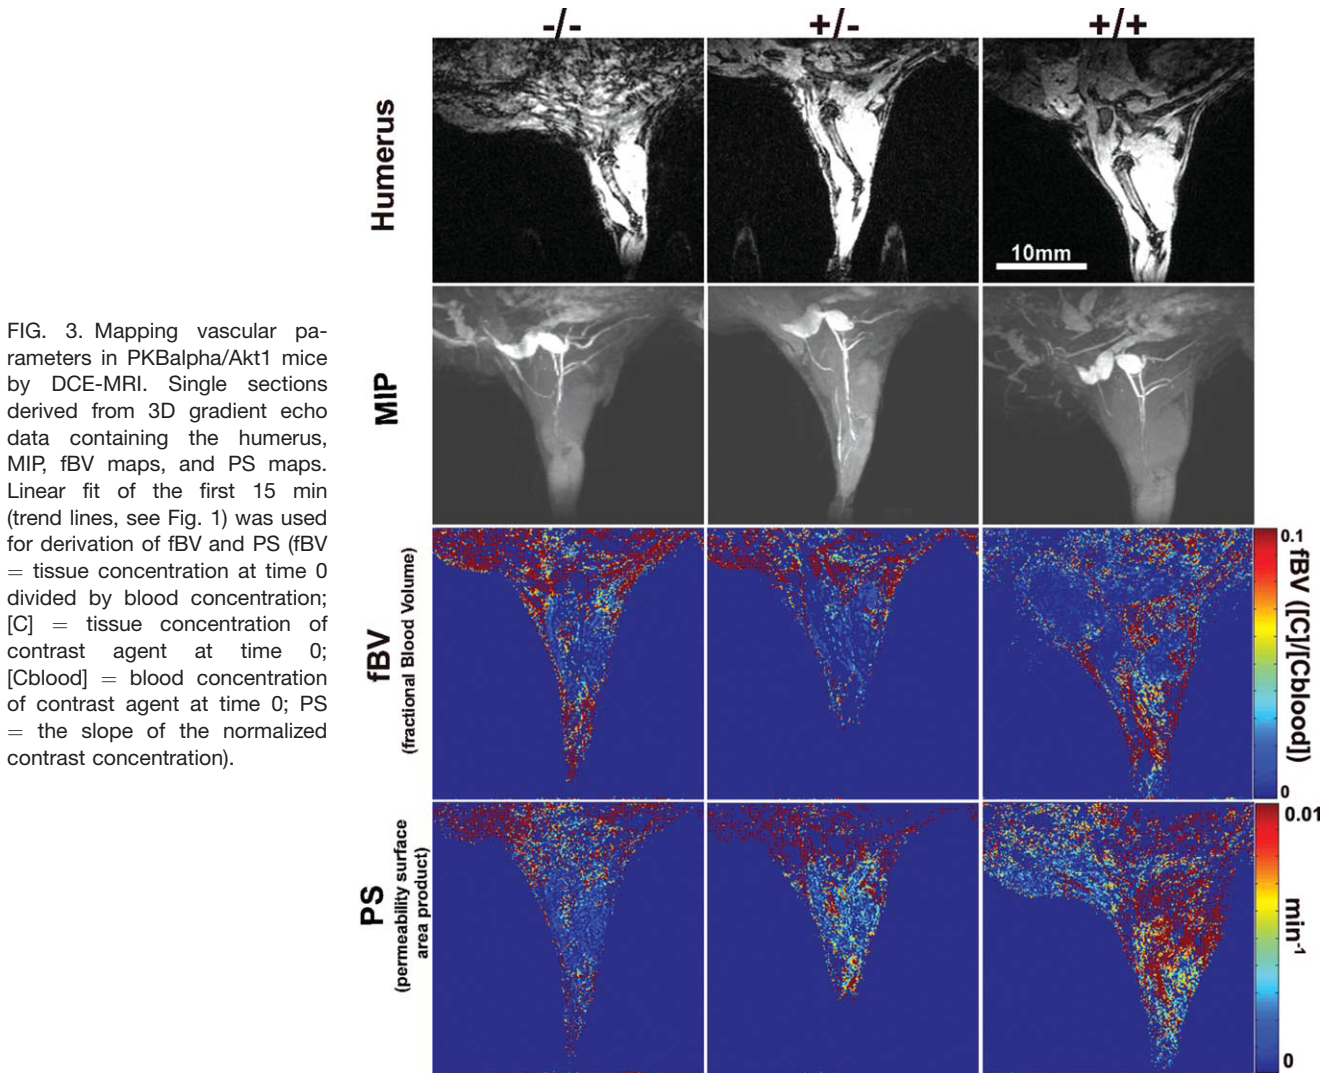 -/-
+/-
+/+
Humerus
10mm
MIP
FIG. 3. Mapping vascular pa-
rameters in PKBalpha/Akt1 mice
by DCE-MRI. Single sections
derived from 3D gradient echo
data containing the humerus,
MIP, fBV maps, and PS maps.
Linear fit of the first 15 min
(trend lines, see Fig. 1) was used
for derivation of fBV and PS (fBV
= tissue concentration at time 0
divided by blood concentration;
[C] = tissue concentration of
contrast agent at time 0;
[Cblood] = blood concentration
of contrast agent at time 0; PS
= the slope of the normalized
contrast concentration).
fBV
(fractional Blood Volume)
0.1
fBV ([C]/[Cblood])
0
PS
(permeability surface
area product)
0.01
min-1
0